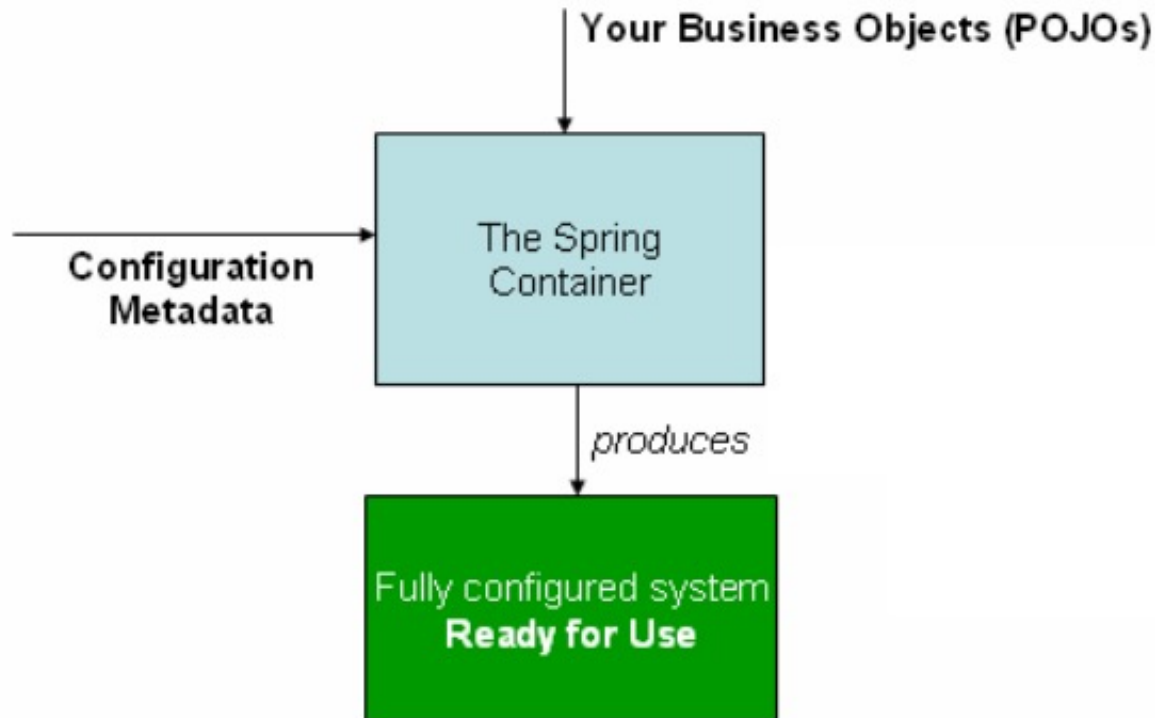 Your Business Objects (POJOs)
The Spring
Container
Configuration
Metadata
produces
Fully configured system
Ready for Use